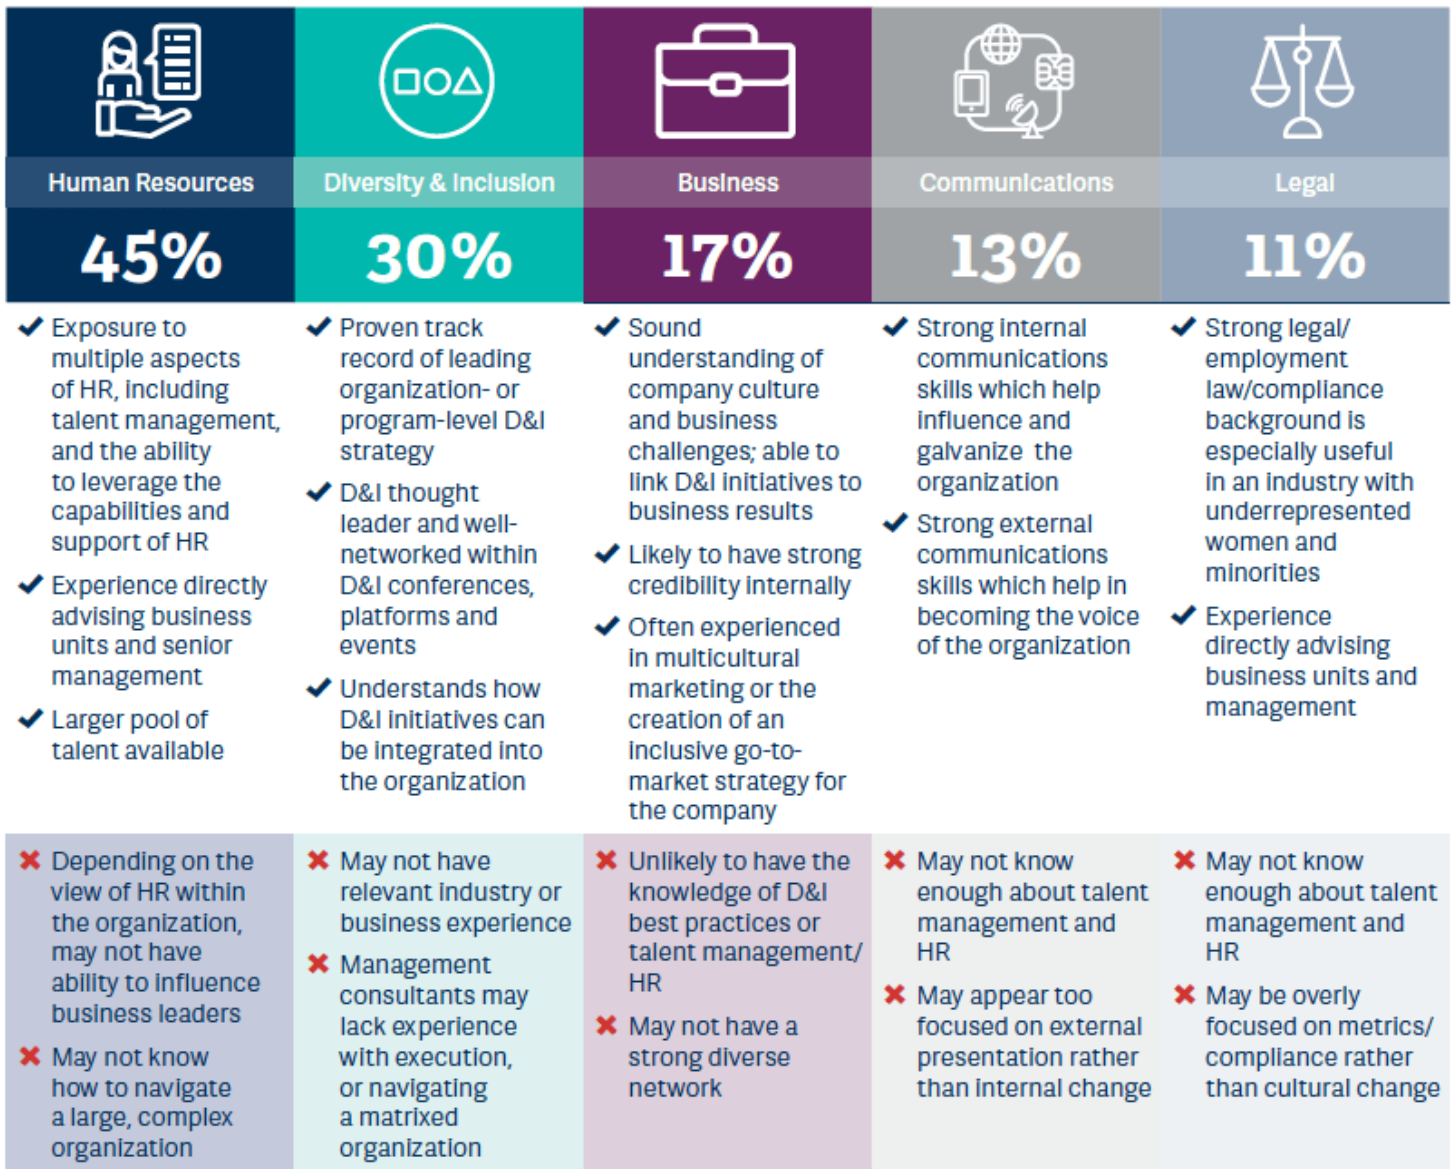 Human Resources
45%
Exposure to
multiple aspects
of HR, including
talent management,
and the ability
to leverage the
capabilities and
support of HR
Experience directly
advising business
units and senior
management
Larger pool of
talent available
Depending on the
view of HR within
the organization,
may not have
ability to influence
business leaders
May not know
how to navigate
a large, complex
organization
Diversity & Inclusion
30%
Proven track
record of leading
organization- or
program-level D&I
strategy
D&I thought
leader and well-
networked within
D&I conferences,
platforms and
events
Understands how
D&I initiatives can
be integrated into
the organization
May not have
relevant industry or
business experience
Management
consultants may
lack experience
with execution,
or navigating
a matrixed
organization
Business
17%
Sound
understanding of
company culture
and business
challenges; able to
link D&I initiatives to
business results
Likely to have strong
credibility internally
Often experienced
in multicultural
marketing or the
creation of an
inclusive go-to-
market strategy for
the company
Unlikely to have the
knowledge of D&I
best practices or
talent management/
HR
May not have a
strong diverse
network
Communications
13%
Strong internal
communications
skills which help
influence and
galvanize the
organization
Strong external
communications
skills which help in
becoming the voice
of the organization
May not know
enough about talent
management and
HR
May appear too
focused on external
presentation rather
than internal change
Legal
11%
Strong legal/
employment
law/compliance
background is
especially useful
in an industry with
underrepresented
women and
minorities
Experience
directly advising
business units and
management
May not know
enough about talent
management and
HR
May be overly
focused on metrics/
compliance rather
than cultural change